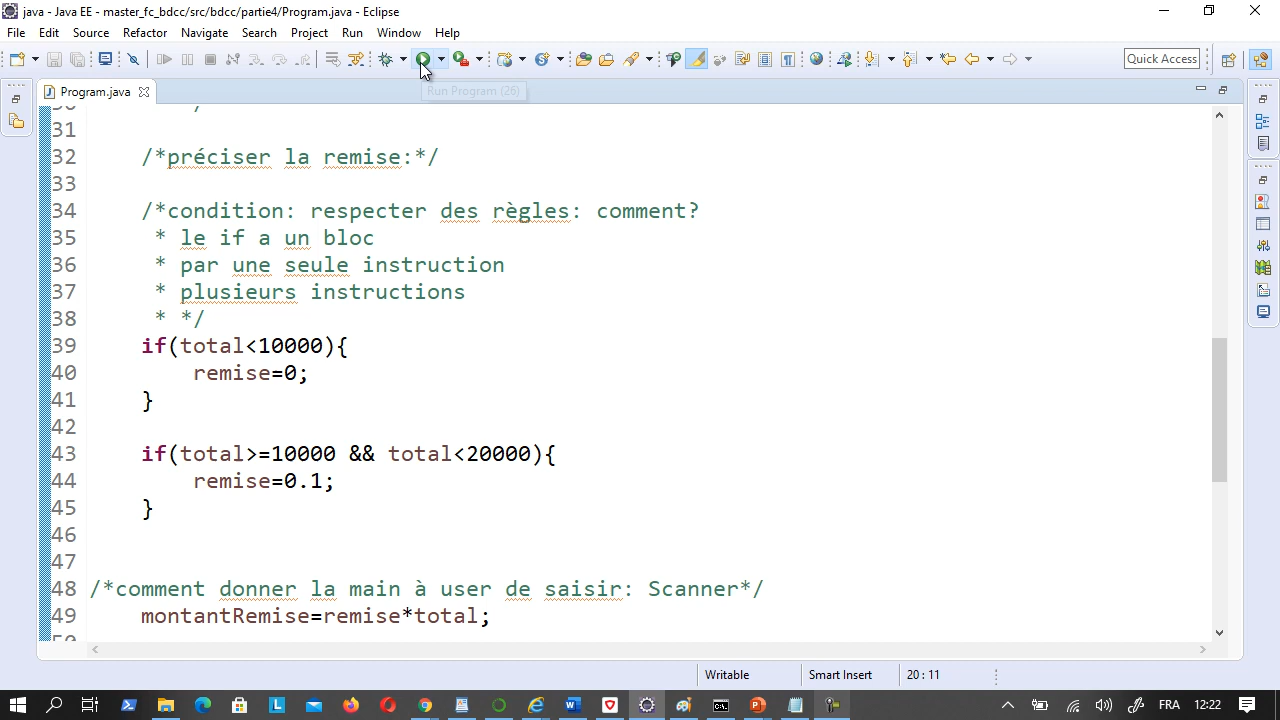 java - Java EE - master_fc_bdcc/src/bdcc/partie4/Program.java - Eclipse
File Edit Source Refactor Navigate Search Project Run Window Help
Quick Access
Program.java
Run Program (26)
31
32 /*préciser la remise:*/
33
34 /*condition: respecter des règles: comment?
35 * le if a un bloc
36 * par une seule instruction
37 * plusieurs instructions
38 * */
39 if(total<10000){
40 remise=0;
41 }
42
43 if(total>=10000 && total<20000){
44 remise=0.1;
45 }
46
47
48 /*comment donner la main à user de saisir: Scanner*/
49 montantRemise=remise*total;
Writable Smart Insert 20 : 11
FRA 12:22